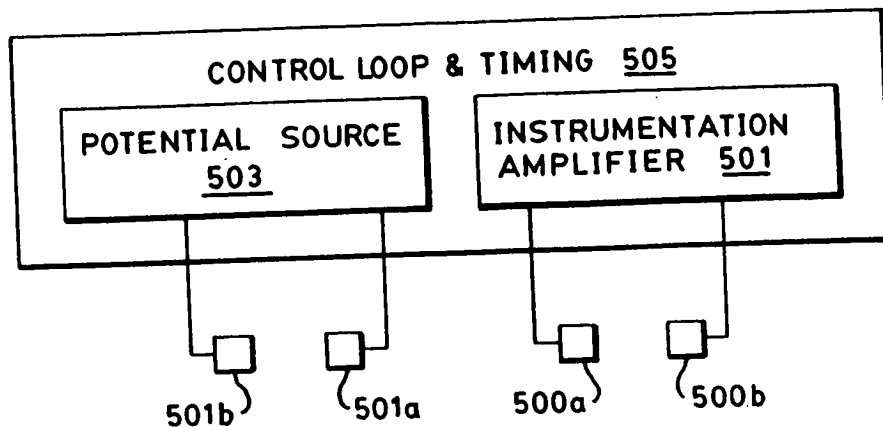 CONTROL LOOP & TIMING 505
POTENTIAL SOURCE
503
INSTRUMENTATION
AMPLIFIER 501
501b
501a
500a
500b